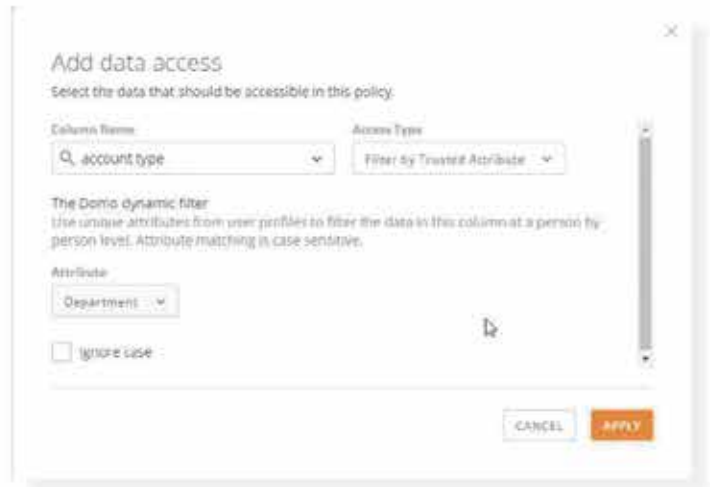 Add data access
Select the data that should be accessible in this policy.
Column Name
Access Type
account type
Filter by Trusted Attribute
The Domo dynamic filter
Use unique attributes from user profiles to filter the data in this column at a person by
person level. Attribute matching is case sensitive.
Attribute
Department
Ignore case
CANCEL
APPLY